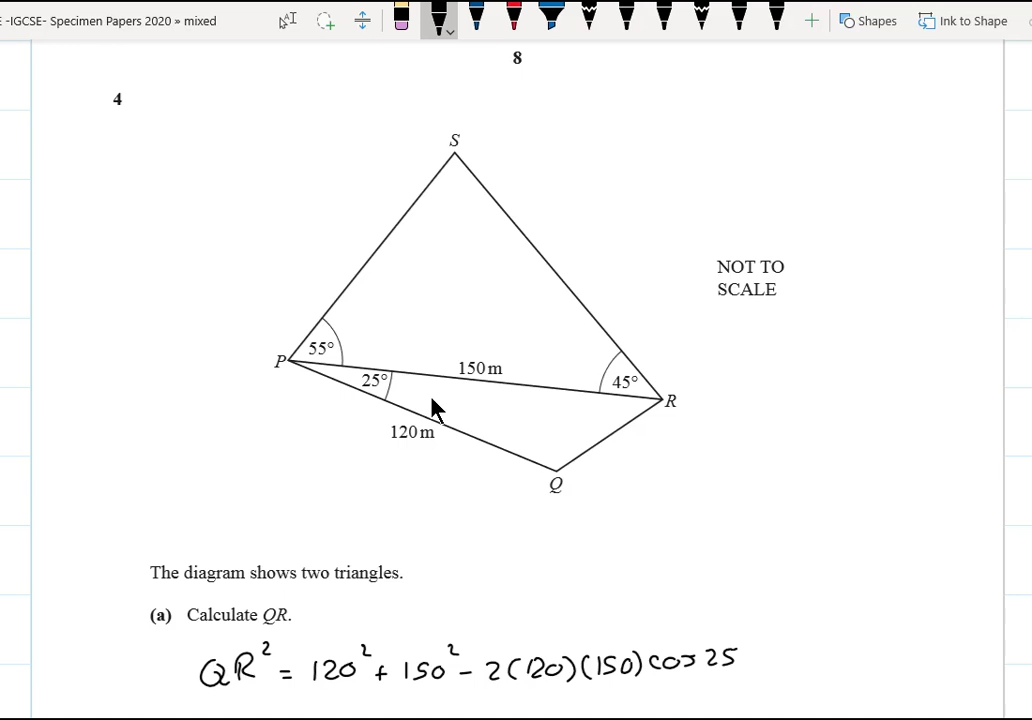 E -IGCSE- Specimen Papers 2020 » mixed
Shapes
Ink to Shape
8
4
S
NOT TO
SCALE
55°
P
150 m
25°
45°
R
120 m
Q
The diagram shows two triangles.
(a) Calculate QR.
QR² = 120² + 150² - 2(120)(150)cos 25